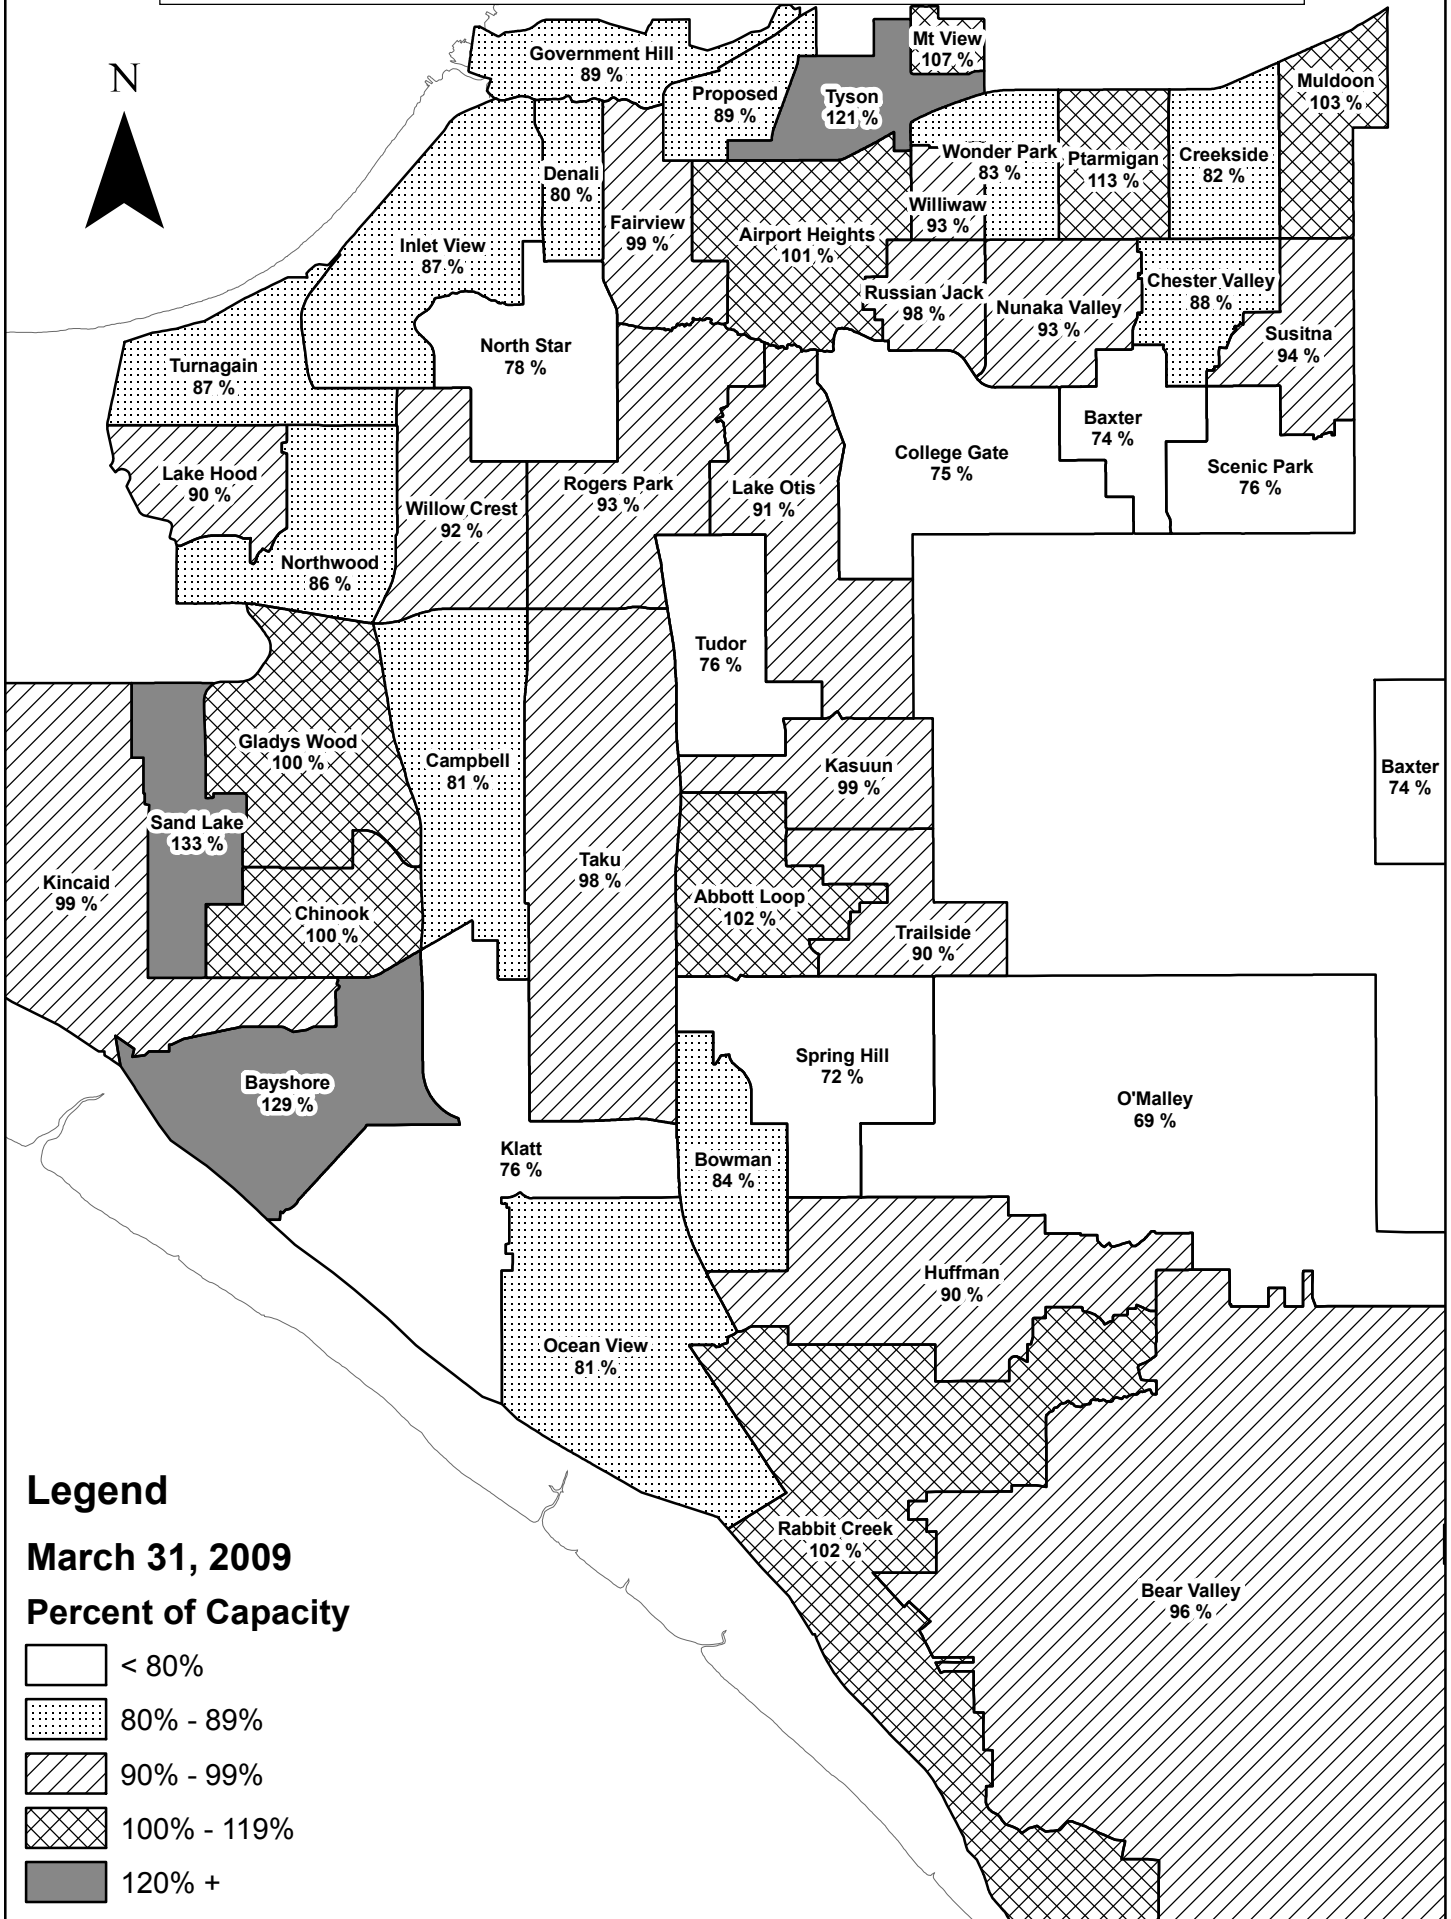 N
Government Hill
89 %
Mt View
107 %
Proposed
89 %
Tyson
121 %
Muldoon
103 %
Denali
80 %
Wonder Park
83 %
Ptarmigan
113 %
Creekside
82 %
Williwaw
93 %
Fairview
99 %
Airport Heights
101 %
Inlet View
87 %
Russian Jack
98 %
Nunaka Valley
93 %
Chester Valley
88 %
Susitna
94 %
North Star
78 %
Turnagain
87 %
Baxter
74 %
College Gate
75 %
Scenic Park
76 %
Lake Hood
90 %
Willow Crest
92 %
Rogers Park
93 %
Lake Otis
91 %
Northwood
86 %
Tudor
76 %
Gladys Wood
100 %
Campbell
81 %
Kasuun
99 %
Baxter
74 %
Sand Lake
133 %
Kincaid
99 %
Chinook
100 %
Taku
98 %
Abbott Loop
102 %
Trailside
90 %
Bayshore
129 %
Spring Hill
72 %
O'Malley
69 %
Klatt
76 %
Bowman
84 %
Huffman
90 %
Ocean View
81 %
Rabbit Creek
102 %
Bear Valley
96 %
Legend
March 31, 2009
Percent of Capacity
< 80%
80% - 89%
90% - 99%
100% - 119%
120% +